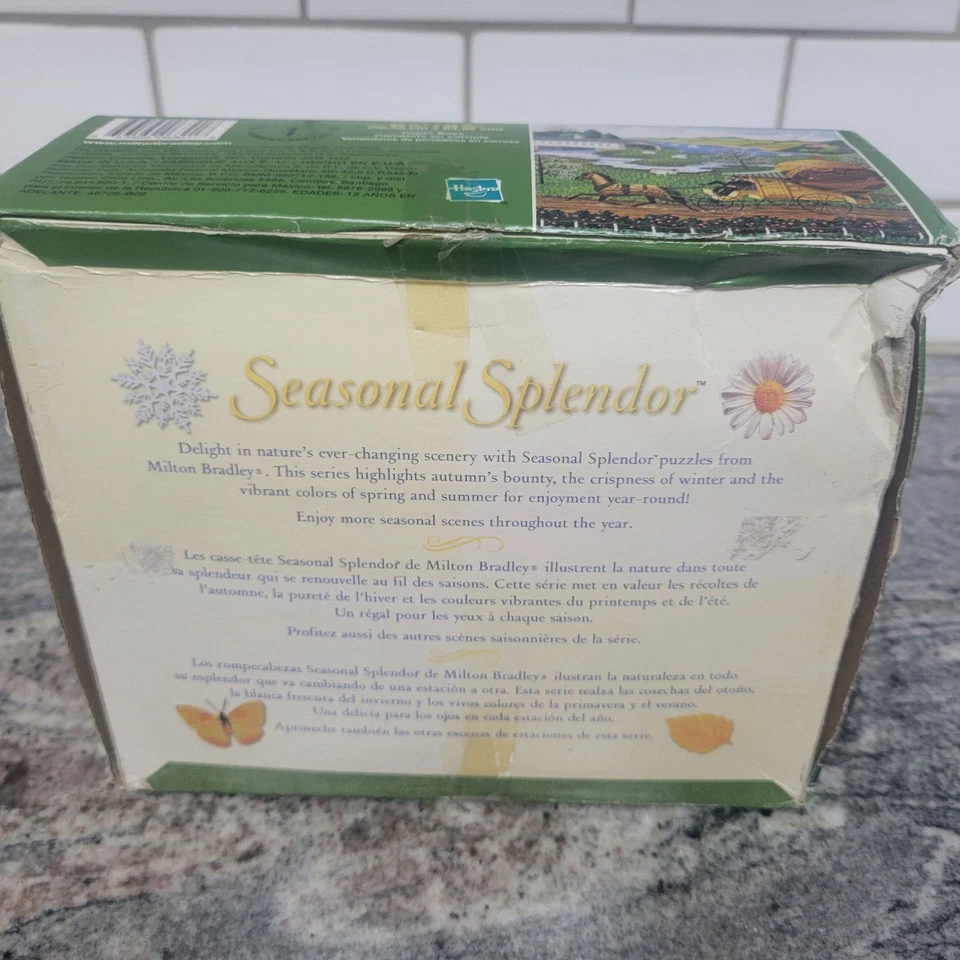 www.miltonbradley.com
Hasbro
Seasonal Splendor™
Delight in nature's ever-changing scenery with Seasonal Splendor™ puzzles from
Milton Bradley®. This series highlights autumn's bounty, the crispness of winter and the
vibrant colors of spring and summer for enjoyment year-round!
Enjoy more seasonal scenes throughout the year.
Les casse-tête Seasonal Splendor de Milton Bradley® illustrent la nature dans toute
splendeur qui se renouvelle au fil des saisons. Cette série met en valeur les récoltes de
l'automne, la pureté de l'hiver et les couleurs vibrantes du printemps et de l'été.
Un régal pour les yeux à chaque saison.
Profitez aussi des autres scènes saisonnières de la série.
Los rompecabezas Seasonal Splendor de Milton Bradley® ilustran la naturaleza en todo
su esplendor que va cambiando de una estación a otra. Esta serie realza las cosechas del otoño,
la blanca frescura del invierno y los vivos colores de la primavera y el verano.
Una delicia para los ojos en cada estación del año.
Aproveche también las otras escenas de estaciones de esta serie.